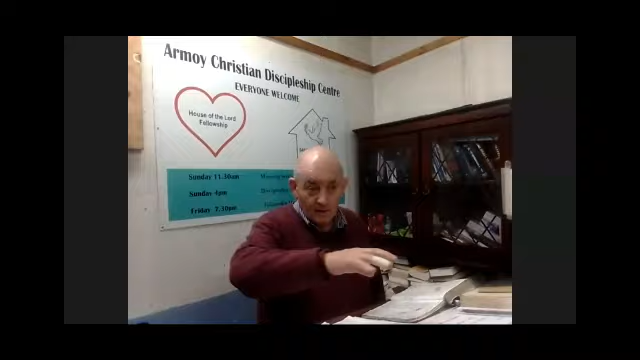 Armoy Christian Discipleship Centre
EVERYONE WELCOME
House of the Lord
Fellowship
Sunday 11.30am
Sunday 4pm
Friday 7.30pm